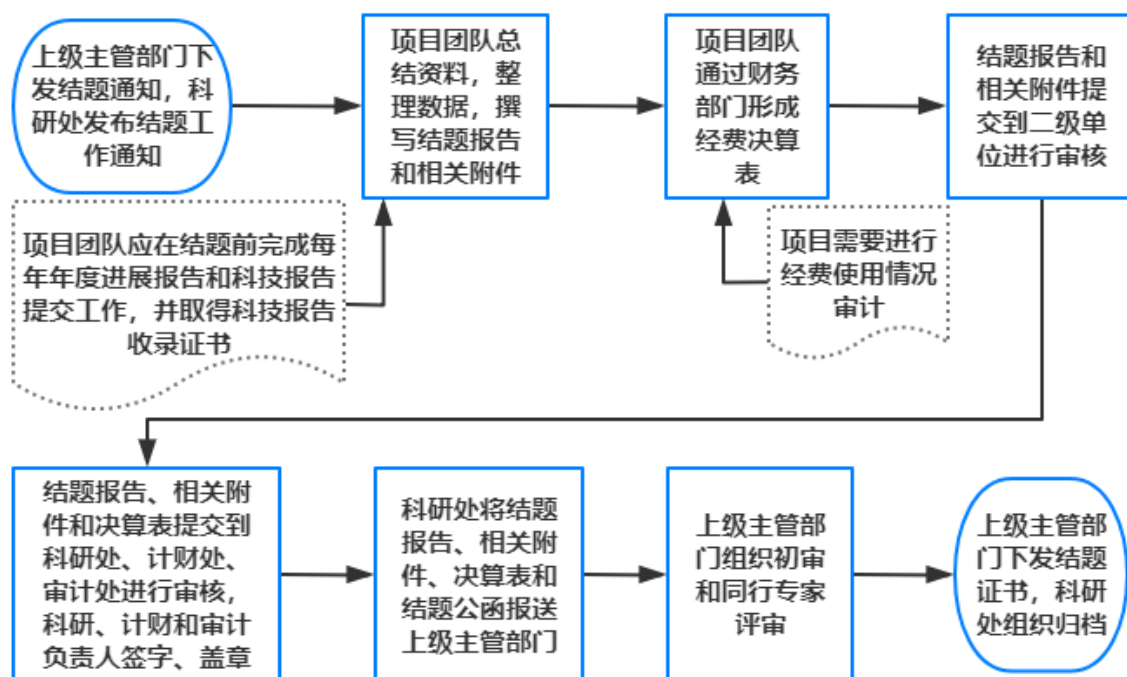 上级主管部门下
发结题通知，科
研处发布结题工
作通知
项目团队总
结资料，整
理数据，撰
写结题报告
和相关附件
项目团队
通过财务
部门形成
经费决算
表
结题报告和
相关附件提
交到二级单
位进行审核
项目团队应在结题前完成每
年年度进展报告和科技报告
提交工作，并取得科技报告
收录证书
项目需要进行
经费使用情况
审计
结题报告、相关附
件和决算表提交到
科研处、计财处、
审计处进行审核，
科研、计财和审计
负责人签字、盖章
科研处将结题
报告、相关附
件、决算表和
结题公函报送
上级主管部门
上级主管部
门组织初审
和同行专家
评审
上级主管部
门下发结题
证书，科研
处组织归档